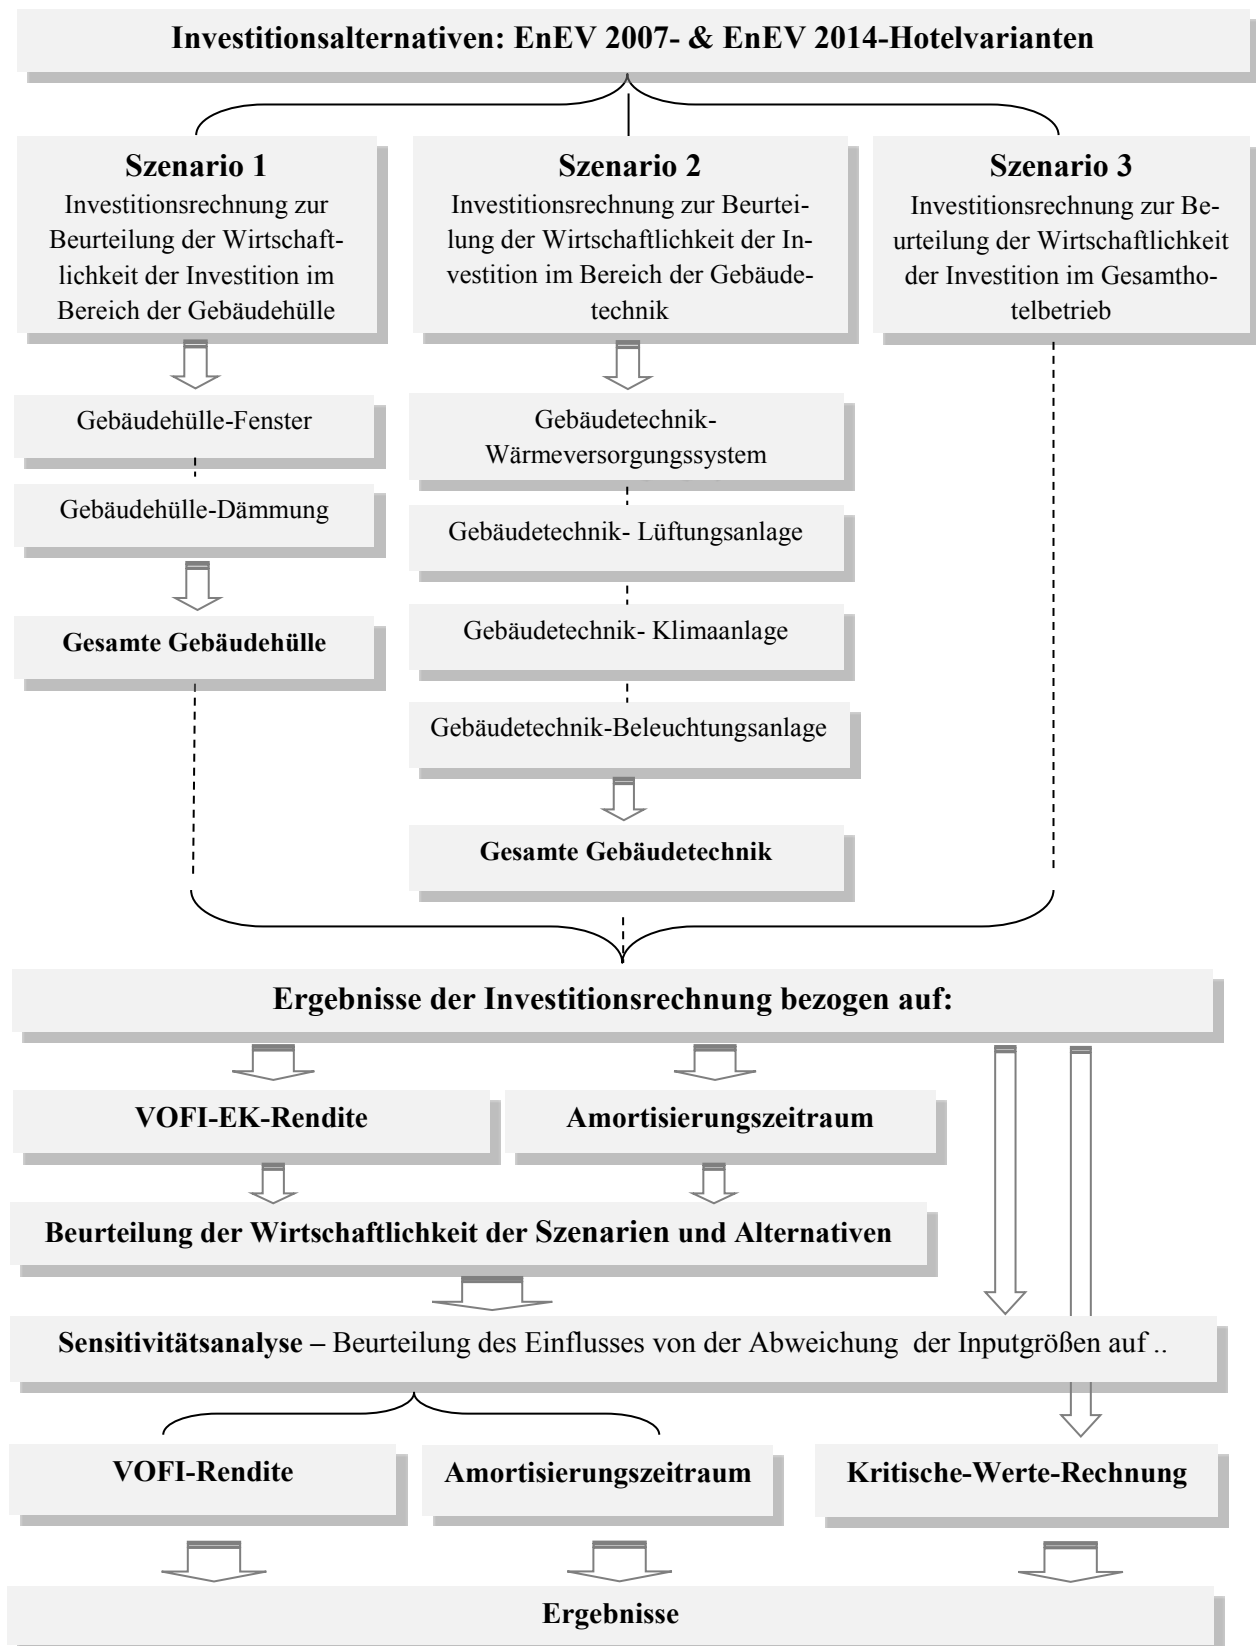 Investitionsalternativen: EnEV 2007- & EnEV 2014-Hotelvarianten
Szenario 1
Investitionsrechnung zur
Beurteilung der Wirtschaft-
lichkeit der Investition im
Bereich der Gebäudehülle
Szenario 2
Investitionsrechnung zur Beurtei-
lung der Wirtschaftlichkeit der In-
vestition im Bereich der Gebäude-
technik
Szenario 3
Investitionsrechnung zur Be-
urteilung der Wirtschaftlichkeit
der Investition im Gesamtho-
telbetrieb
Gebäudehülle-Fenster
Gebäudehülle-Dämmung
Gesamte Gebäudehülle
Gebäudetechnik-
Wärmeversorgungssystem
Gebäudetechnik- Lüftungsanlage
Gebäudetechnik- Klimaanlage
Gebäudetechnik-Beleuchtungsanlage
Gesamte Gebäudetechnik
Ergebnisse der Investitionsrechnung bezogen auf:
VOFI-EK-Rendite
Amortisierungszeitraum
Beurteilung der Wirtschaftlichkeit der Szenarien und Alternativen
Sensitivitätsanalyse – Beurteilung des Einflusses von der Abweichung der Inputgrößen auf ..
VOFI-Rendite
Amortisierungszeitraum
Kritische-Werte-Rechnung
Ergebnisse